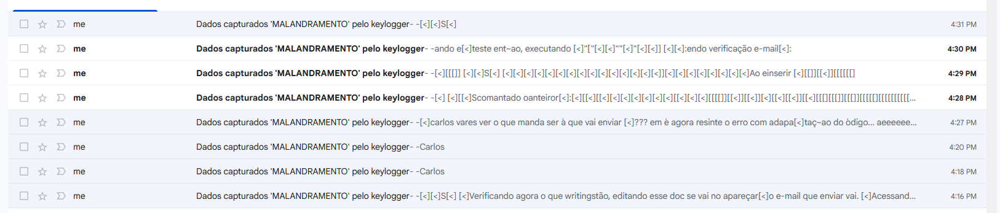 me Dados capturados 'MALANDRAMENTO' pelo keylogger- -[<][<]S[<] 4:31 PM
me Dados capturados 'MALANDRAMENTO' pelo keylogger- -ando e[<]teste ent~ao, executando [<]"["[<][<]""[<]"[<][<]] [<][<]:endo verificação e-mail[<]: 4:30 PM
me Dados capturados 'MALANDRAMENTO' pelo keylogger- -[<][[[]] [<][<]S[<] [<][<][<][<][<][<][<][<][<][<][<][<][<][<][<][<][<][<]][<][<][<][<][<][<][<][<][<]Ao einserir [<][[]][[<]][[[[[[] 4:29 PM
me Dados capturados 'MALANDRAMENTO' pelo keylogger- -[<] [<][[<]Scomantado oanteiror[<]:[<][[<][[<][<][<][<][<][<][<][[<][<][<][[[[]][[<]][[<]][<][[<][[<]][[<][[[][[[]][[[]][[[[[][[[[[[[[[[... 4:28 PM
me Dados capturados 'MALANDRAMENTO' pelo keylogger- -[<]carlos vares ver o que manda ser á que vai enviar [<]??? em é agora resinte o erro com adapa[<]taç~ao do ódigo... aeeeeee... 4:27 PM
me Dados capturados 'MALANDRAMENTO' pelo keylogger- -Carlos 4:20 PM
me Dados capturados 'MALANDRAMENTO' pelo keylogger- -Carlos 4:18 PM
me Dados capturados 'MALANDRAMENTO' pelo keylogger- -[<][<]S[<] [<]Verificando agora o que writingstão, editando esse doc se vai no apareçar[<]o e-mail que enviar vai. [<]Acessand... 4:16 PM